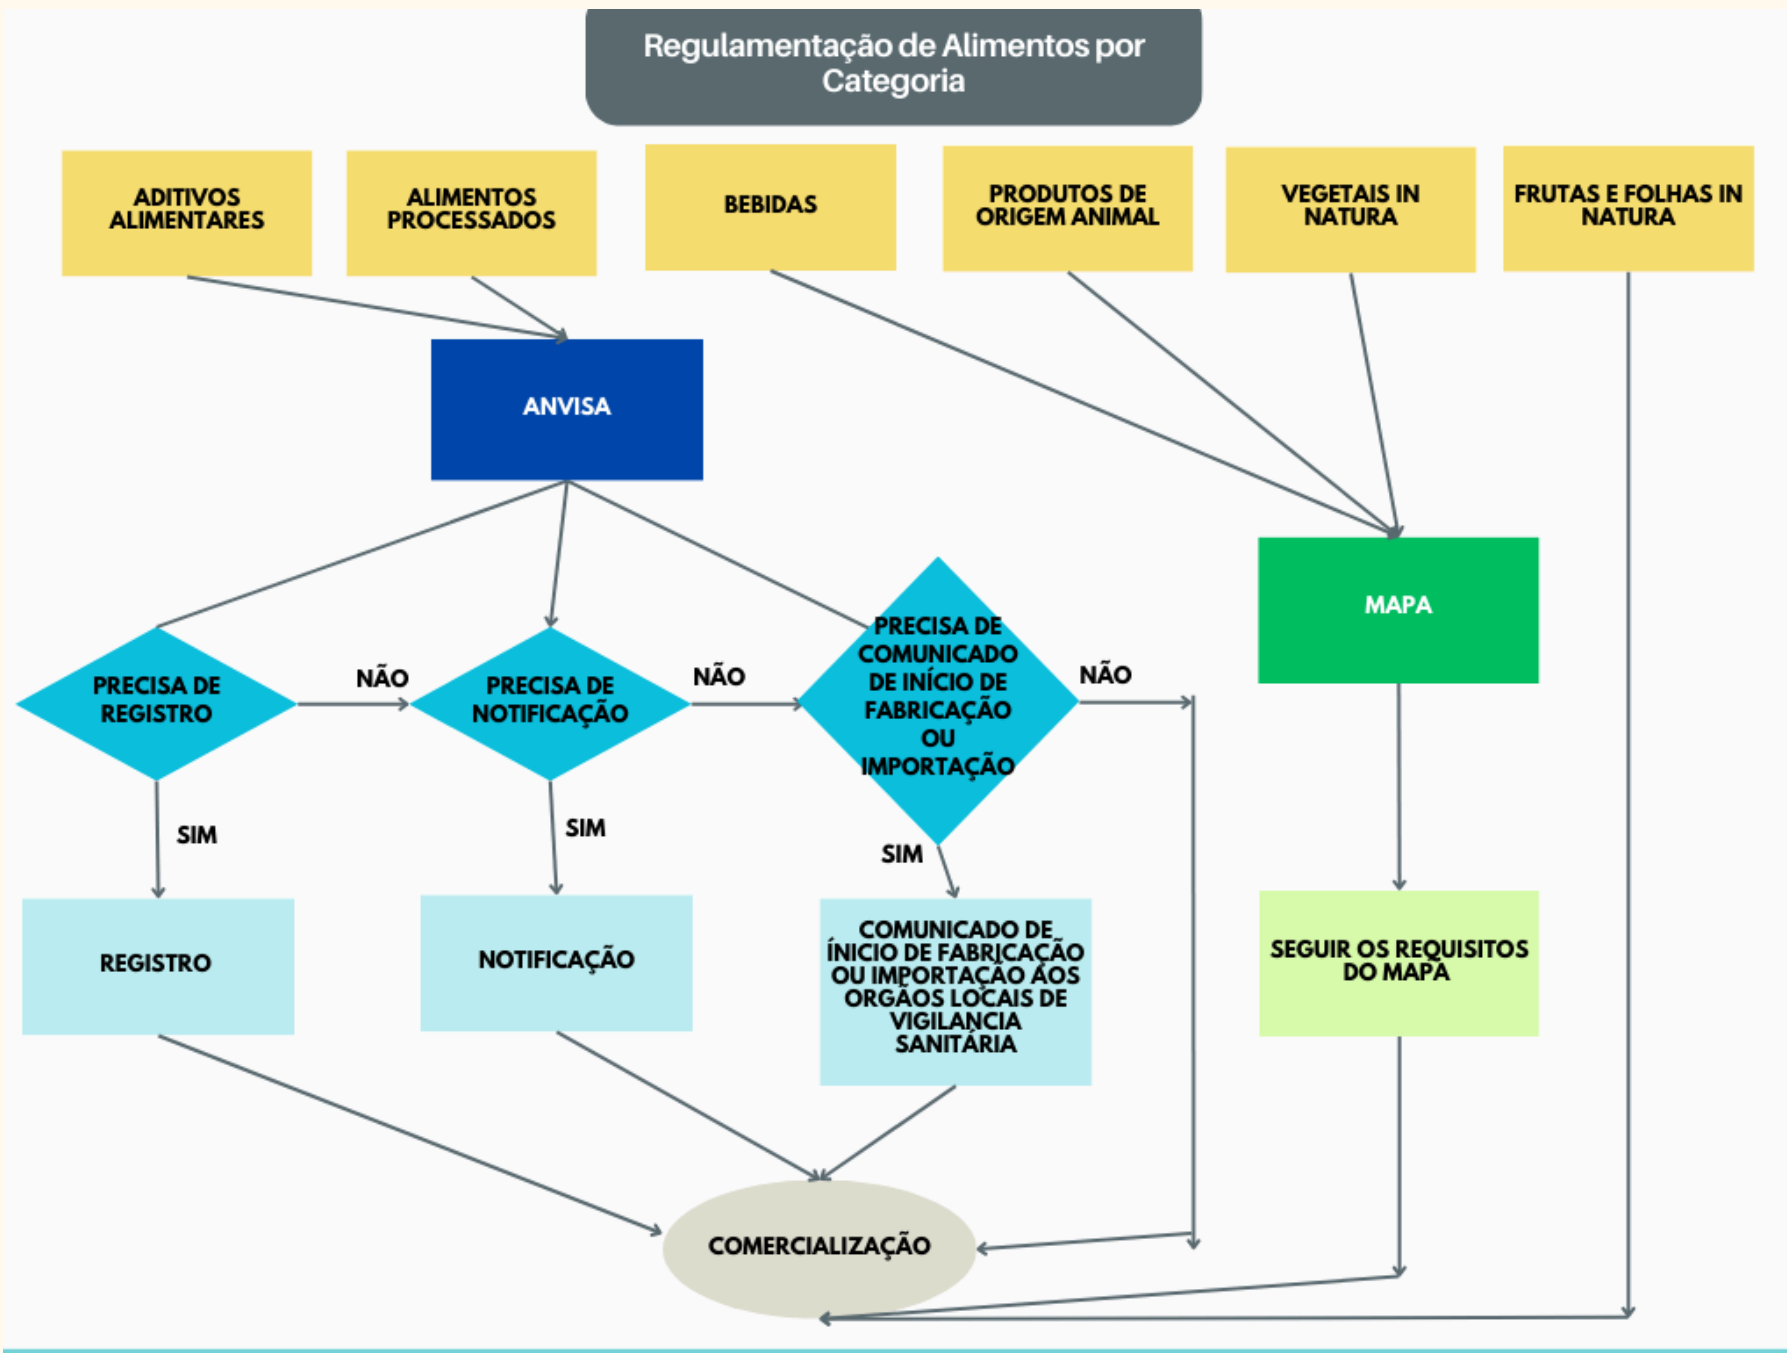 Regulamentação de Alimentos por
Categoria
ADITIVOS
ALIMENTARES
ALIMENTOS
PROCESSADOS
BEBIDAS
PRODUTOS DE
ORIGEM ANIMAL
VEGETAIS IN
NATURA
FRUTAS E FOLHAS IN
NATURA
ANVISA
MAPA
PRECISA DE
REGISTRO
NÃO
PRECISA DE
NOTIFICAÇÃO
NÃO
PRECISA DE
COMUNICADO
DE INÍCIO DE
FABRICAÇÃO
OU
IMPORTAÇÃO
NÃO
SIM
SIM
SIM
REGISTRO
NOTIFICAÇÃO
COMUNICADO DE
ÍNICIO DE FABRICAÇÃO
OU IMPORTAÇÃO AOS
ORGÃOS LOCAIS DE
VIGILANCIA
SANITÁRIA
SEGUIR OS REQUISITOS
DO MAPA
COMERCIALIZAÇÃO